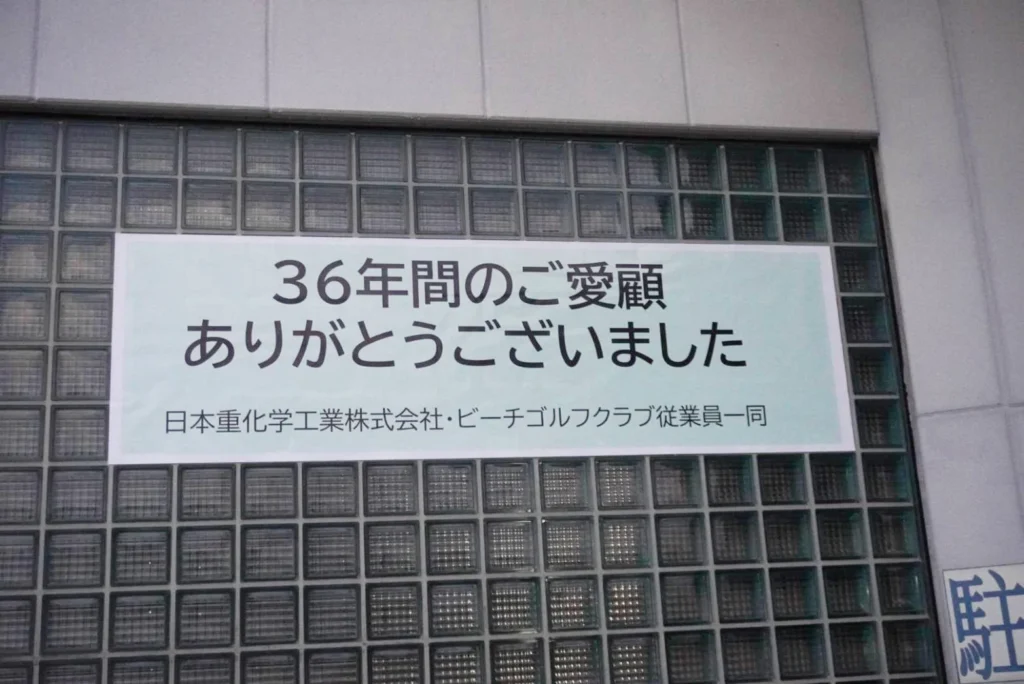 36年間のご愛顧
ありがとうございました
日本重化学工業株式会社・ビーチゴルフクラブ従業員一同
駐